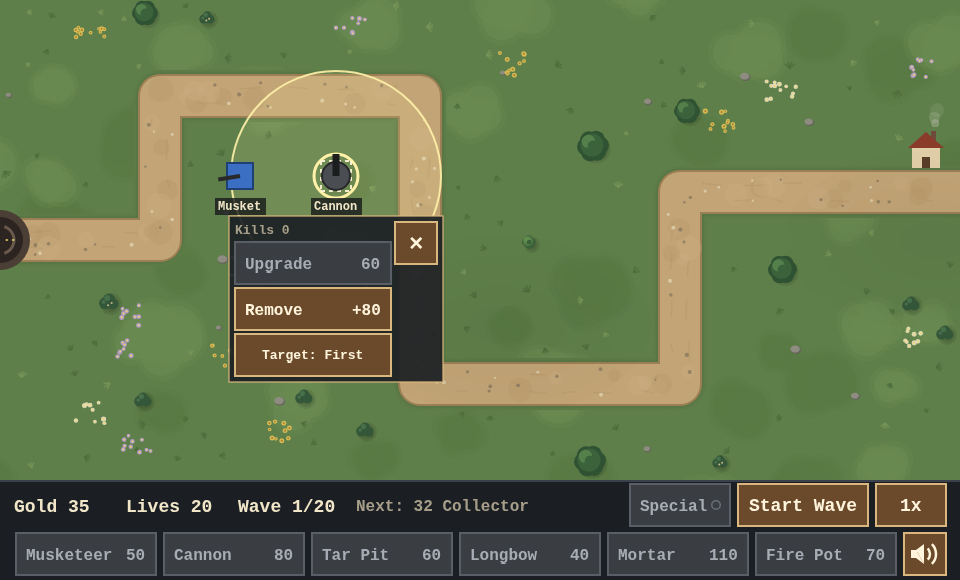 Musket Cannon
Kills 0 ×
Upgrade 60
Remove +80
Target: First
Gold 35 Lives 20 Wave 1/20 Next: 32 Collector Special Start Wave 1x
Musketeer 50 Cannon 80 Tar Pit 60 Longbow 40 Mortar 110 Fire Pot 70